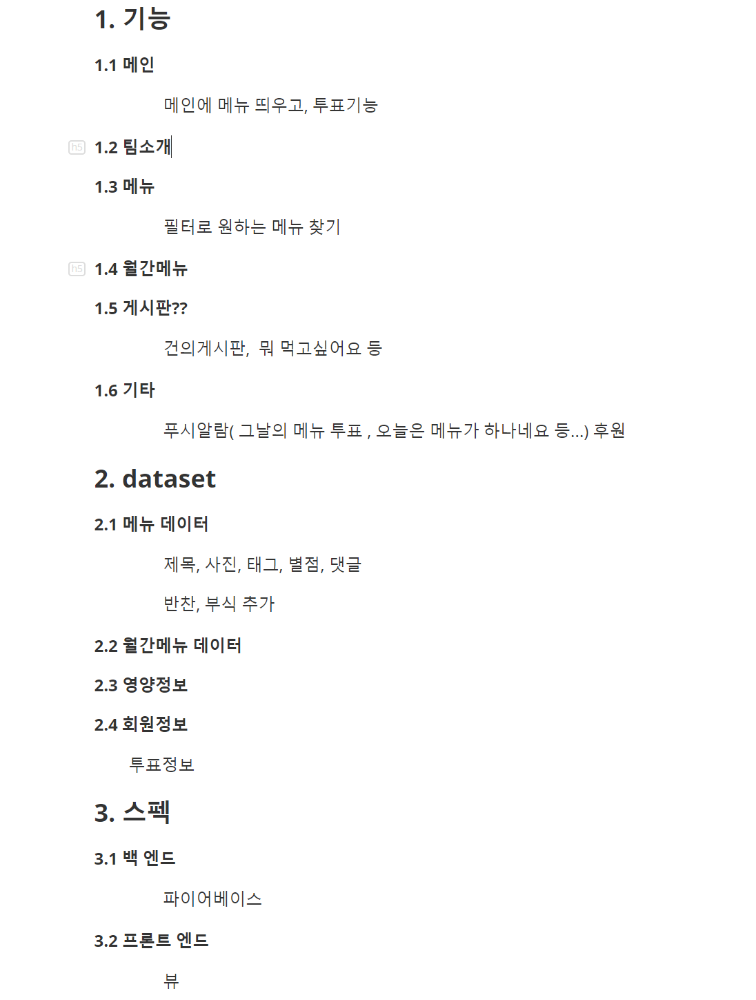 1. 기능
1.1 메인
메인에 메뉴 띄우고, 투표기능
h5 1.2 팀소개
1.3 메뉴
필터로 원하는 메뉴 찾기
h5 1.4 월간메뉴
1.5 게시판??
건의게시판, 뭐 먹고싶어요 등
1.6 기타
푸시알람( 그날의 메뉴 투표 , 오늘은 메뉴가 하나네요 등...) 후원
2. dataset
2.1 메뉴 데이터
제목, 사진, 태그, 별점, 댓글
반찬, 부식 추가
2.2 월간메뉴 데이터
2.3 영양정보
2.4 회원정보
투표정보
3. 스펙
3.1 백 엔드
파이어베이스
3.2 프론트 엔드
뷰